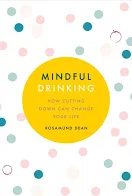 MINDFUL
DRINKING
HOW CUTTING
DOWN CAN CHANGE
YOUR LIFE
ROSAMUND DEAN